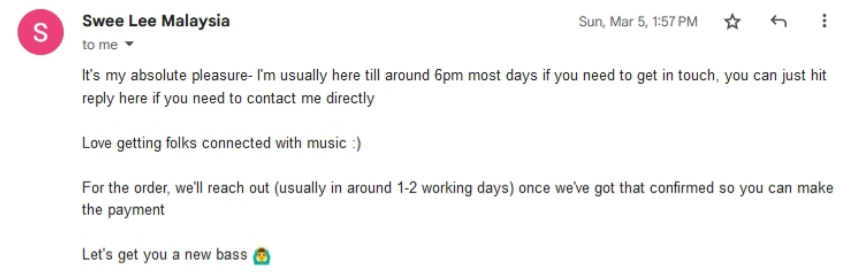 S
Swee Lee Malaysia
Sun, Mar 5, 1:57 PM
to me
It's my absolute pleasure- I'm usually here till around 6pm most days if you need to get in touch, you can just hit
reply here if you need to contact me directly
Love getting folks connected with music :)
For the order, we'll reach out (usually in around 1-2 working days) once we've got that confirmed so you can make
the payment
Let's get you a new bass 🙆‍♂️